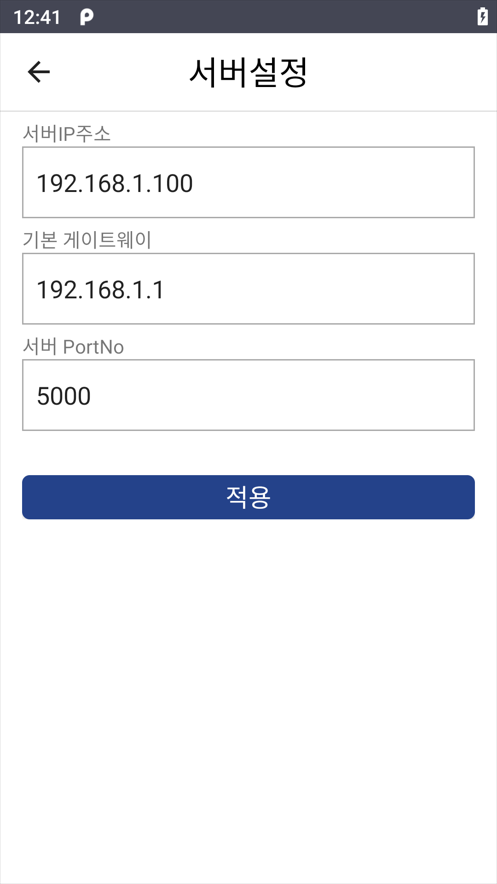 12:41
서버설정
서버IP주소
192.168.1.100
기본 게이트웨이
192.168.1.1
서버 PortNo
5000
적용